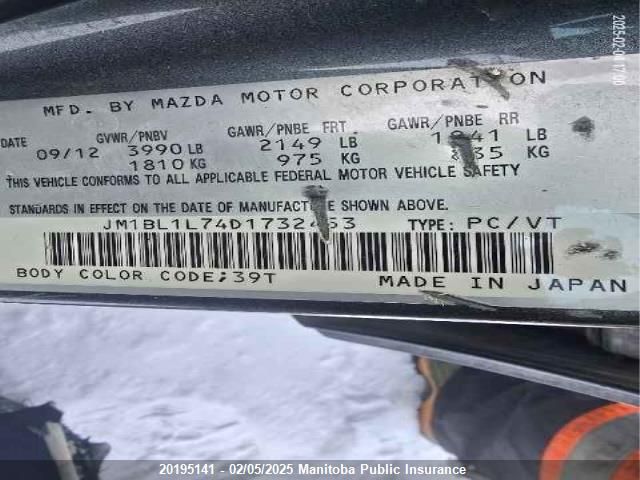 MFD. BY MAZDA MOTOR CORPORATION
DATE GVWR/PNBV GAWR/PNBE FRT. GAWR/PNBE RR
09/12 3990 LB 2149 LB LB
1810 KG 975 KG KG
THIS VEHICLE CONFORMS TO ALL APPLICABLE FEDERAL MOTOR VEHICLE SAFETY
STANDARDS IN EFFECT ON THE DATE OF MANUFACTURE SHOWN ABOVE.
TYPE: PC/VT
BODY COLOR CODE;39T MADE IN JAPAN
20195141 - 02/05/2025 Manitoba Public Insurance